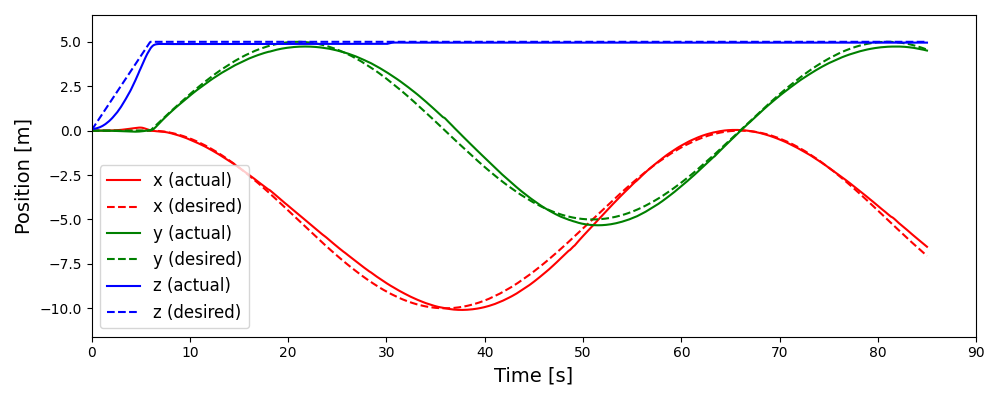 5.0
2.5
0.0
−2.5
−5.0
−7.5
−10.0
Position [m]
x (actual)
x (desired)
y (actual)
y (desired)
z (actual)
z (desired)
0 10 20 30 40 50 60 70 80 90
Time [s]